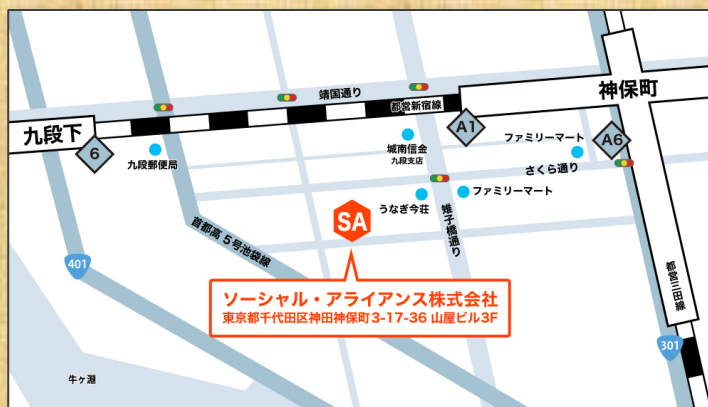 靖国通り
都営新宿線
神保町
九段下
6
九段郵便局
城南信金
九段支店
A1
ファミリーマート
A6
さくら通り
うなぎ今荘
ファミリーマート
雉子橋通り
SA
首都高 5号池袋線
401
ソーシャル・アライアンス株式会社
東京都千代田区神田神保町3-17-36 山屋ビル3F
都営三田線
301
牛ヶ淵